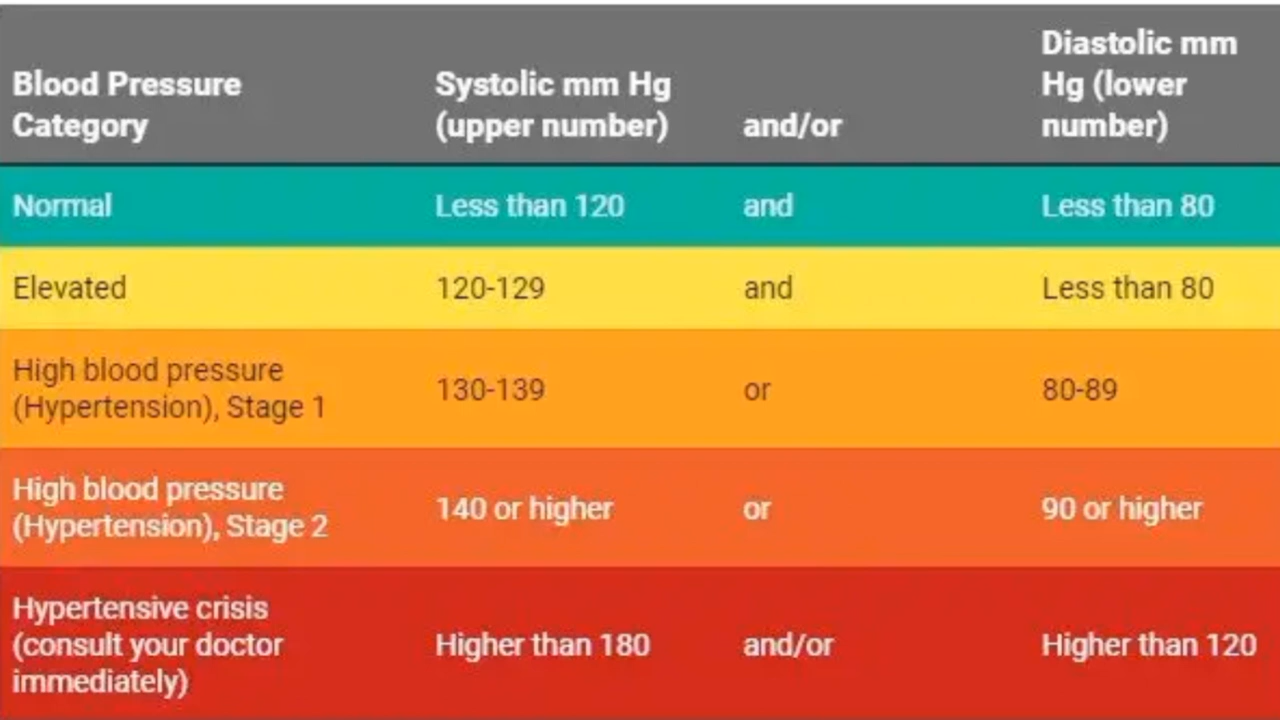 Blood Pressure
Category
Systolic mm Hg
(upper number)
and/or
Diastolic mm
Hg (lower
number)
Normal
Less than 120
and
Less than 80
Elevated
120-129
and
Less than 80
High blood pressure
(Hypertension), Stage 1
130-139
or
80-89
High blood pressure
(Hypertension), Stage 2
140 or higher
or
90 or higher
Hypertensive crisis
(consult your doctor
immediately)
Higher than 180
and/or
Higher than 120